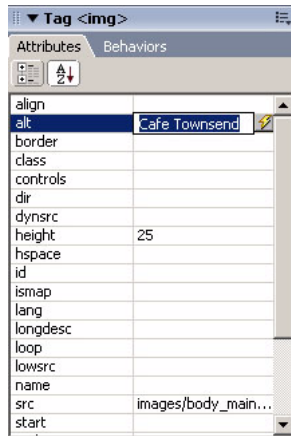 ▼ Tag <img>
Attributes Behaviors
A Z
align
alt Cafe Townsend
border
class
controls
dir
dynsrc
height 25
hspace
id
ismap
lang
longdesc
loop
lowsrc
name
src images/body_main...
start